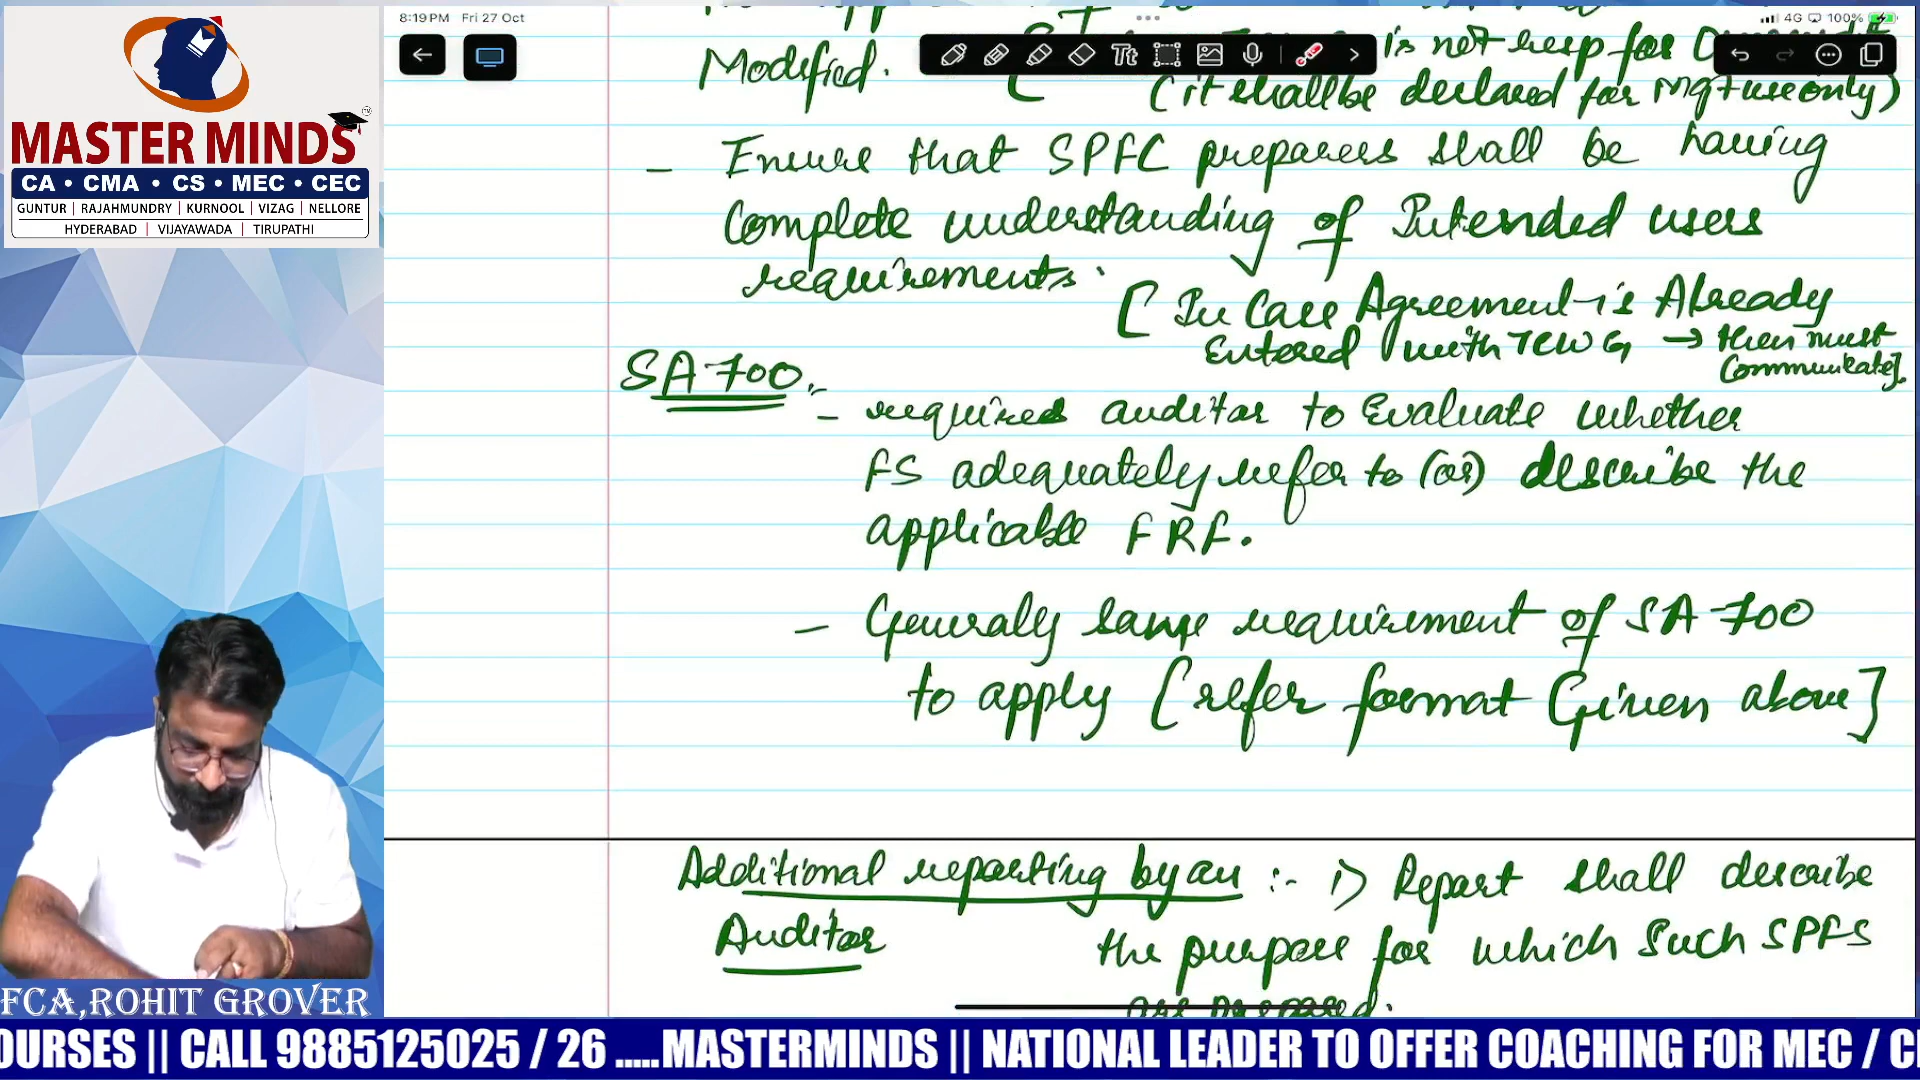 8:19 PM Fri 27 Oct
4G 100%
MASTER MINDS
CA • CMA • CS • MEC • CEC
GUNTUR | RAJAHMUNDRY | KURNOOL | VIZAG | NELLORE
HYDERABAD | VIJAYAWADA | TIRUPATHI
Modified.
is not resp for
(it shall be declared for Mgt use only)
Tt
- Ensure that SPFC preparers shall be having
complete understanding of Intended users
requirements.
[In Case Agreement is Already
Entered with TCWG → then must
Communicate].
SA 700 :-
- required auditor to Evaluate whether
FS adequately refer to (or) describe the
applicable FRF.
- Generally same requirement of SA 700
to apply [refer format Given above]
Additional reporting by an :- i) Report shall describe
Auditor
the purpose for which such SPFS
are prepared.
FCA,ROHIT GROVER
OURSES || CALL 9885125025 / 26 .....MASTERMINDS || NATIONAL LEADER TO OFFER COACHING FOR MEC / C